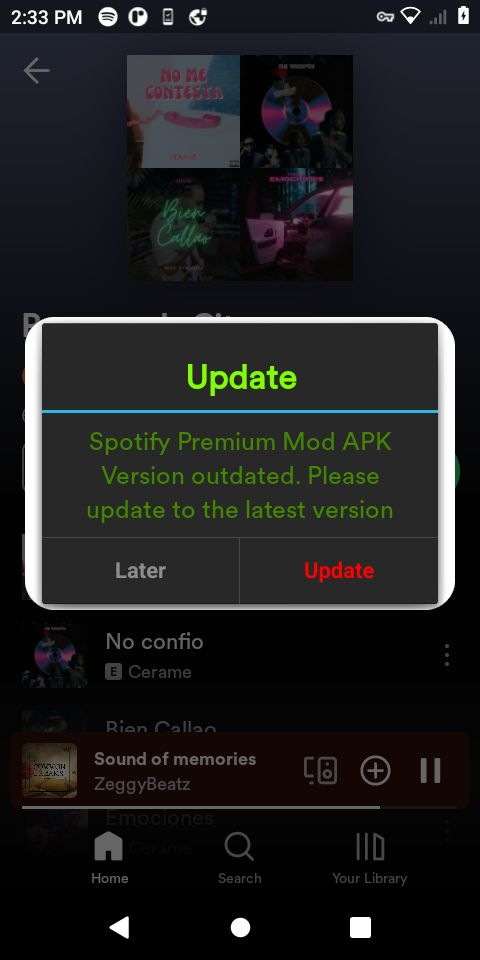 2:33 PM
NO ME
CONTESTA
CERAME
Bien
Callao
EMOCIONES
Update
Spotify Premium Mod APK
Version outdated. Please
update to the latest version
Later
Update
No confio
E Cerame
Bien Callao
Sound of memories
ZeggyBeatz
Emociones
Cerame
Home
Search
Your Library